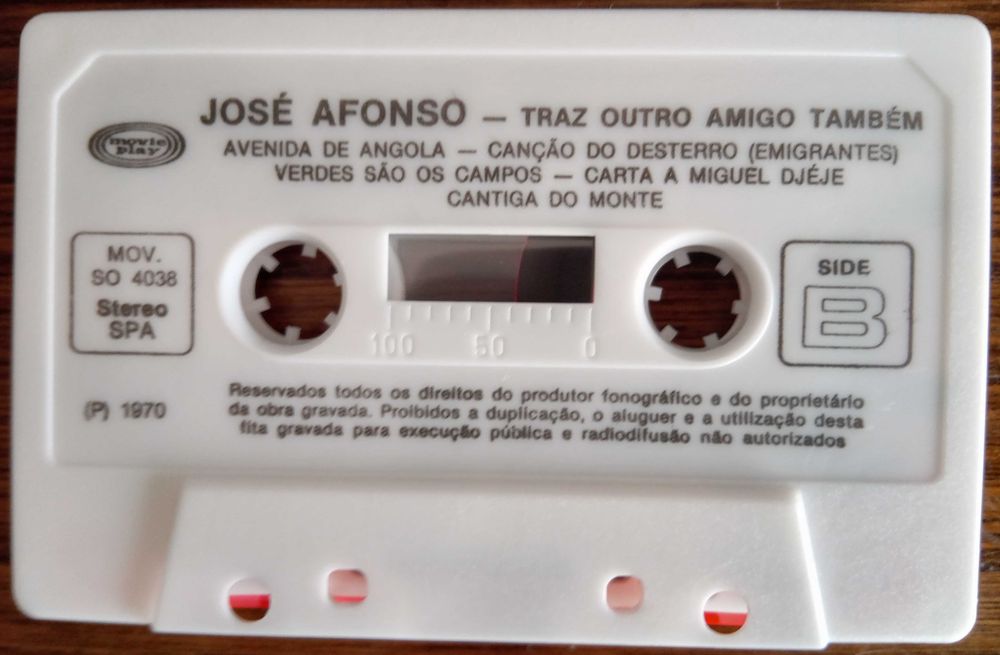 JOSÉ AFONSO — TRAZ OUTRO AMIGO TAMBÉM
movie
play
AVENIDA DE ANGOLA — CANÇÃO DO DESTERRO (EMIGRANTES)
VERDES SÃO OS CAMPOS — CARTA A MIGUEL DJÉJE
CANTIGA DO MONTE
MOV.
SO 4038
Stereo
SPA
100 50 0
SIDE
B
(P) 1970
Reservados todos os direitos do produtor fonográfico e do proprietário
da obra gravada. Proibidos a duplicação, o aluguer e a utilização desta
fita gravada para execução pública e radiodifusão não autorizados